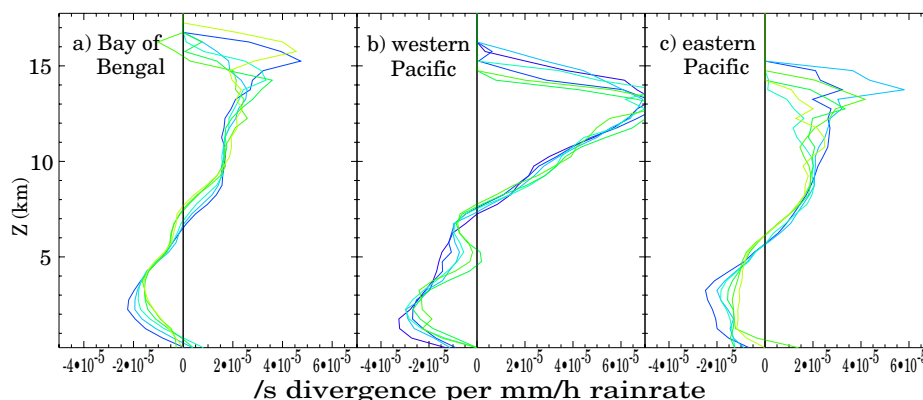 a) Bay of
Bengal
b) western
Pacific
c) eastern
Pacific
15
10
5
Z (km)
-4•10⁻⁵ -2•10⁻⁵ 0 2•10⁻⁵ 4•10⁻⁵ 6•10⁻⁵
-4•10⁻⁵ -2•10⁻⁵ 0 2•10⁻⁵ 4•10⁻⁵ 6•10⁻⁵
-4•10⁻⁵ -2•10⁻⁵ 0 2•10⁻⁵ 4•10⁻⁵ 6•10⁻⁵
/s divergence per mm/h rainrate